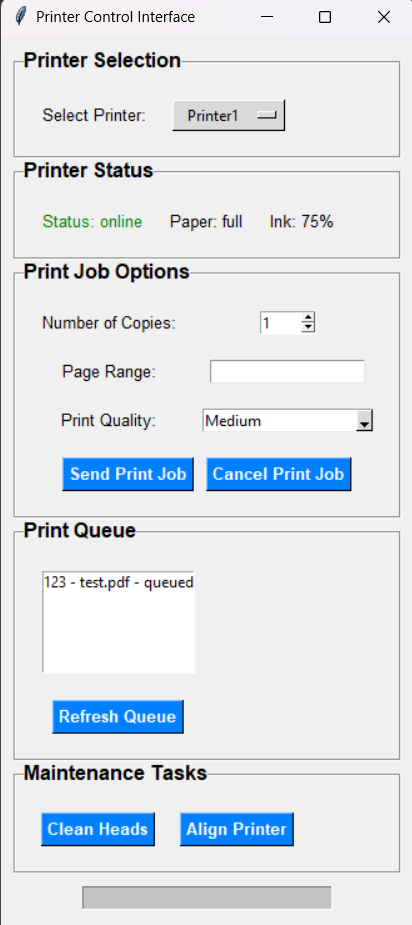 Printer Control Interface
Printer Selection
Select Printer: Printer1
Printer Status
Status: online Paper: full Ink: 75%
Print Job Options
Number of Copies: 1
Page Range:
Print Quality: Medium
Send Print Job Cancel Print Job
Print Queue
123 - test.pdf - queued
Refresh Queue
Maintenance Tasks
Clean Heads Align Printer